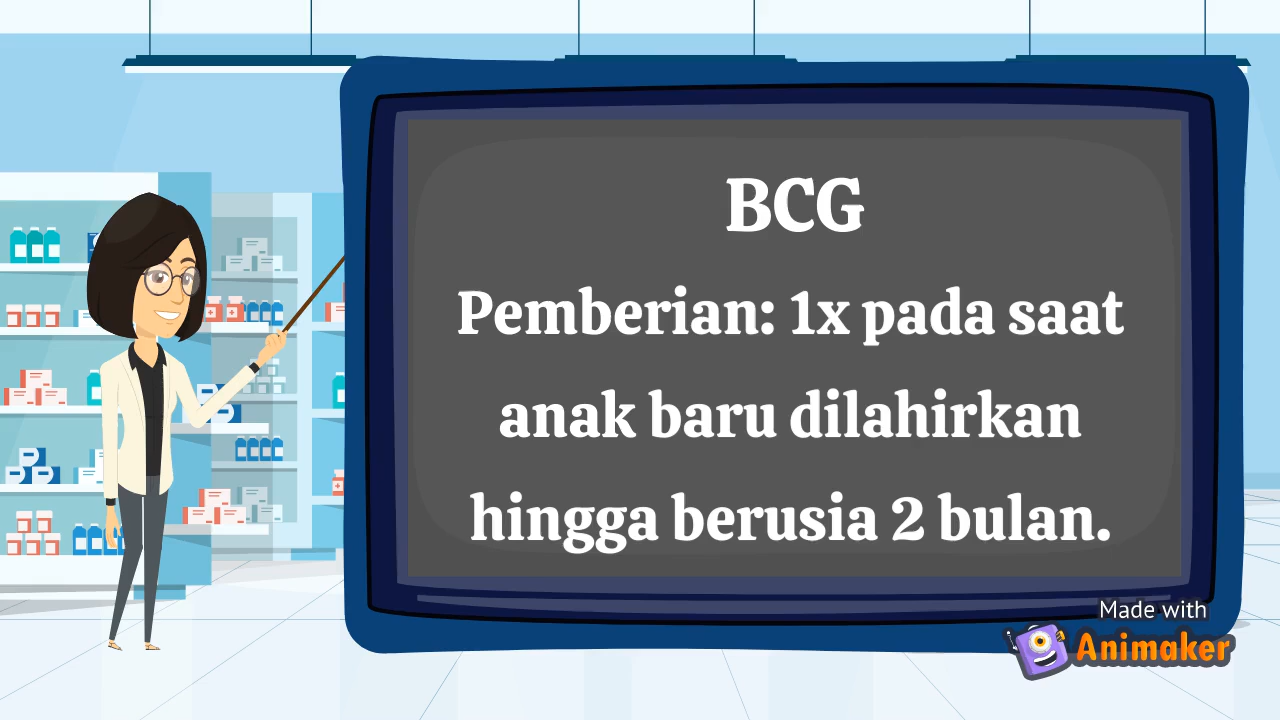 BCG
Pemberian: 1x pada saat
anak baru dilahirkan
hingga berusia 2 bulan.
Made with
Animaker